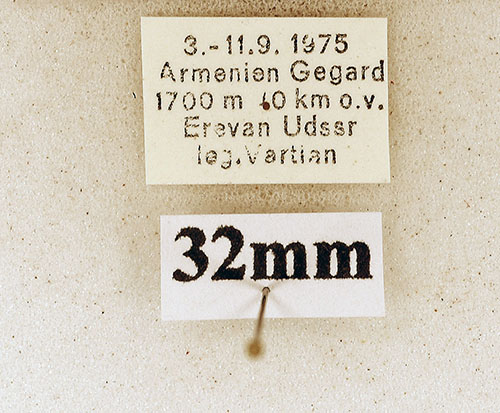 3.-11.9. 1975
Armenien Gegard
1700 m 40 km o.v.
Erevan Udssr
leg. Vartian
32mm